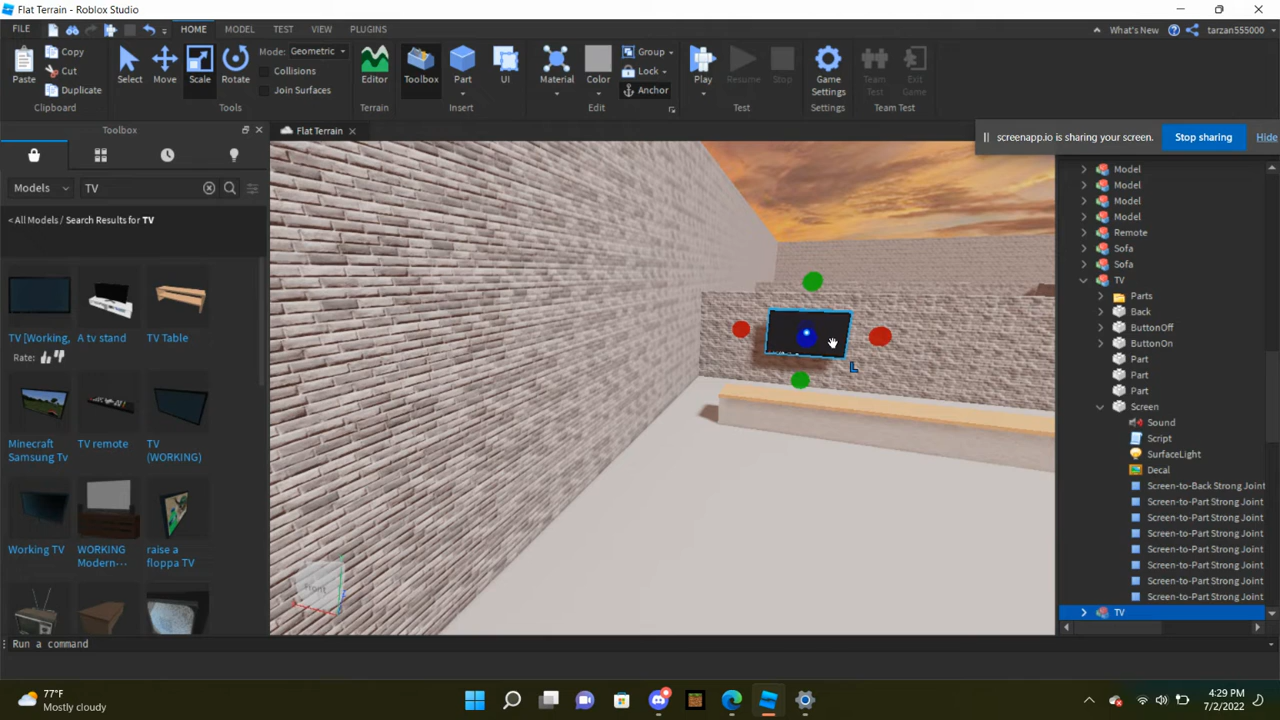 Flat Terrain - Roblox Studio
FILE
HOME
MODEL
TEST
VIEW
PLUGINS
What's New
tarzan555000
Paste
Copy
Cut
Duplicate
Clipboard
Select
Move
Scale
Rotate
Mode: Geometric
Collisions
Join Surfaces
Tools
Editor
Terrain
Toolbox
Part
UI
Insert
Material
Color
Group
Lock
Anchor
Edit
Play
Resume
Stop
Test
Game Settings
Settings
Team Test
Exit Game
Team Test
Toolbox
Flat Terrain
screenapp.io is sharing your screen.
Stop sharing
Hide
Models
TV
< All Models / Search Results for TV
TV [Working,
A tv stand
TV Table
Rate:
Minecraft Samsung Tv
TV remote
TV (WORKING)
Working TV
WORKING Modern-···
raise a floppa TV
Front
L
Model
Model
Model
Model
Remote
Sofa
Sofa
TV
Parts
Back
ButtonOff
ButtonOn
Part
Part
Part
Screen
Sound
Script
SurfaceLight
Decal
Screen-to-Back Strong Joint
Screen-to-Part Strong Joint
Screen-to-Part Strong Joint
Screen-to-Part Strong Joint
Screen-to-Part Strong Joint
Screen-to-Part Strong Joint
Screen-to-Part Strong Joint
Screen-to-Part Strong Joint
TV
Run a command
77°F
Mostly cloudy
4:29 PM
7/2/2022